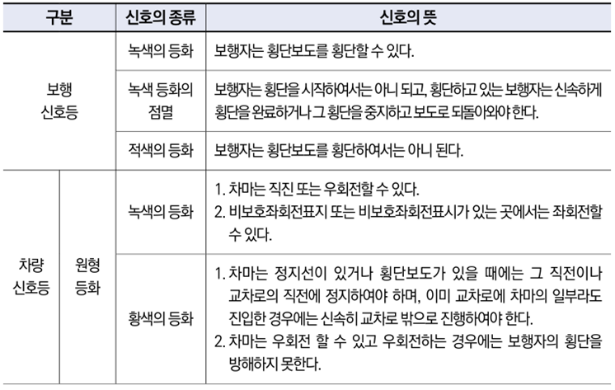 구분 신호의 종류 신호의 뜻
보행
신호등
녹색의 등화 보행자는 횡단보도를 횡단할 수 있다.
녹색 등화의
점멸
보행자는 횡단을 시작하여서는 아니 되고, 횡단하고 있는 보행자는 신속하게
횡단을 완료하거나 그 횡단을 중지하고 보도로 되돌아와야 한다.
적색의 등화 보행자는 횡단보도를 횡단하여서는 아니 된다.
차량
신호등
원형
등화
녹색의 등화
1. 차마는 직진 또는 우회전할 수 있다.
2. 비보호좌회전표지 또는 비보호좌회전표시가 있는 곳에서는 좌회전할
수 있다.
황색의 등화
1. 차마는 정지선이 있거나 횡단보도가 있을 때에는 그 직전이나
교차로의 직전에 정지하여야 하며, 이미 교차로에 차마의 일부라도
진입한 경우에는 신속히 교차로 밖으로 진행하여야 한다.
2. 차마는 우회전 할 수 있고 우회전하는 경우에는 보행자의 횡단을
방해하지 못한다.